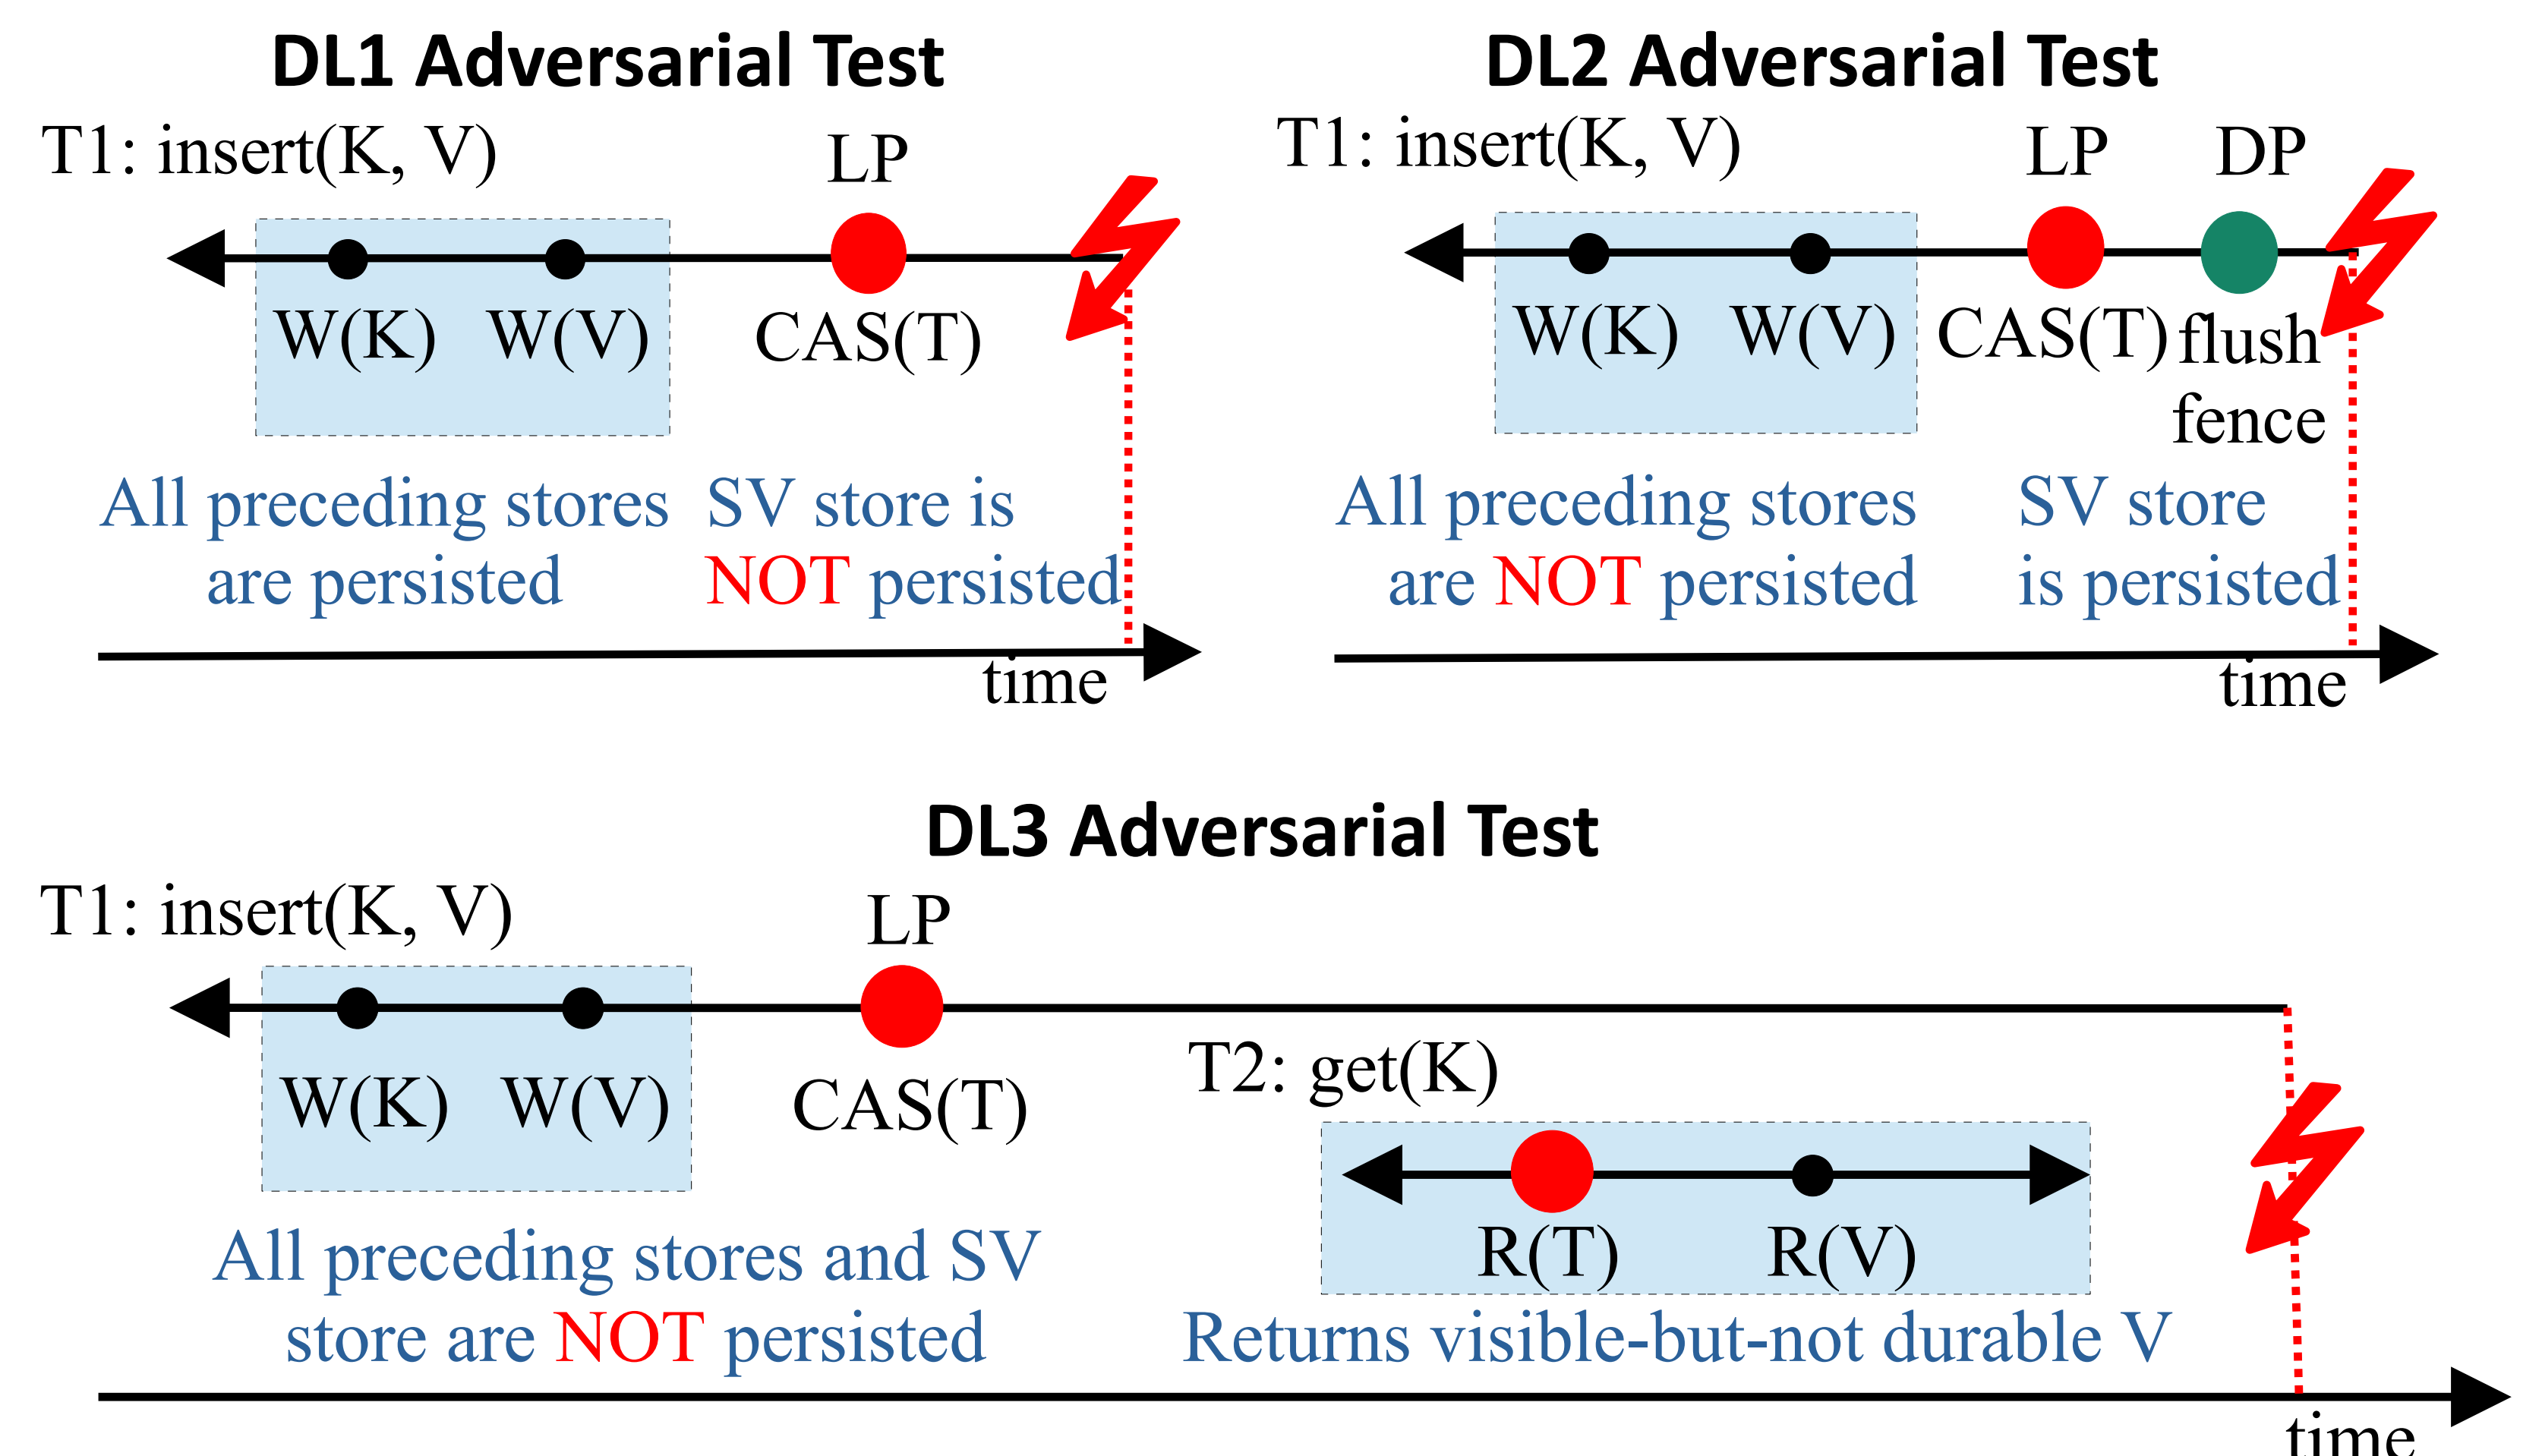 DL1 Adversarial Test
T1: insert(K, V)
LP
W(K) W(V) CAS(T)
All preceding stores
are persisted
SV store is
NOT persisted
time
DL2 Adversarial Test
T1: insert(K, V)
LP DP
W(K) W(V) CAS(T) flush
fence
All preceding stores
are NOT persisted
SV store
is persisted
time
DL3 Adversarial Test
T1: insert(K, V)
LP
W(K) W(V) CAS(T)
All preceding stores and SV
store are NOT persisted
T2: get(K)
R(T) R(V)
Returns visible-but-not durable V
time